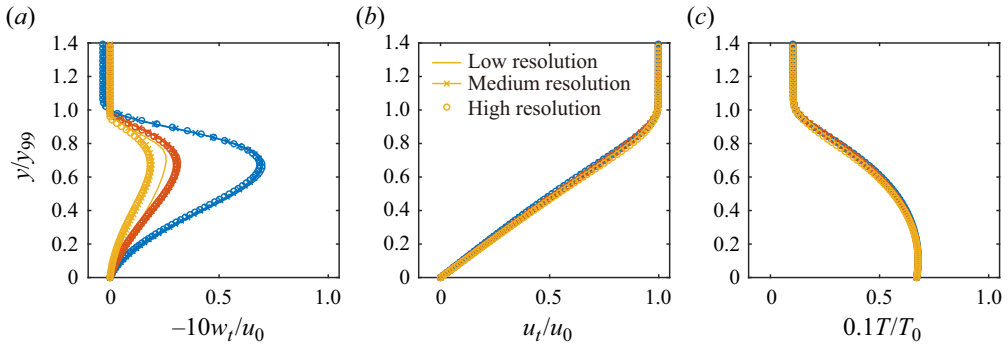 (a) (b) (c)
1.4 1.4 1.4
Low resolution
1.2 1.2 Medium resolution 1.2
1.0 1.0 High resolution 1.0
0.8 0.8 0.8
y/y99
0.6 0.6 0.6
0.4 0.4 0.4
0.2 0.2 0.2
0 0 0
0 0.5 1.0 0 0.5 1.0 0 0.5 1.0
–10wt/u0 ut/u0 0.1T/T0